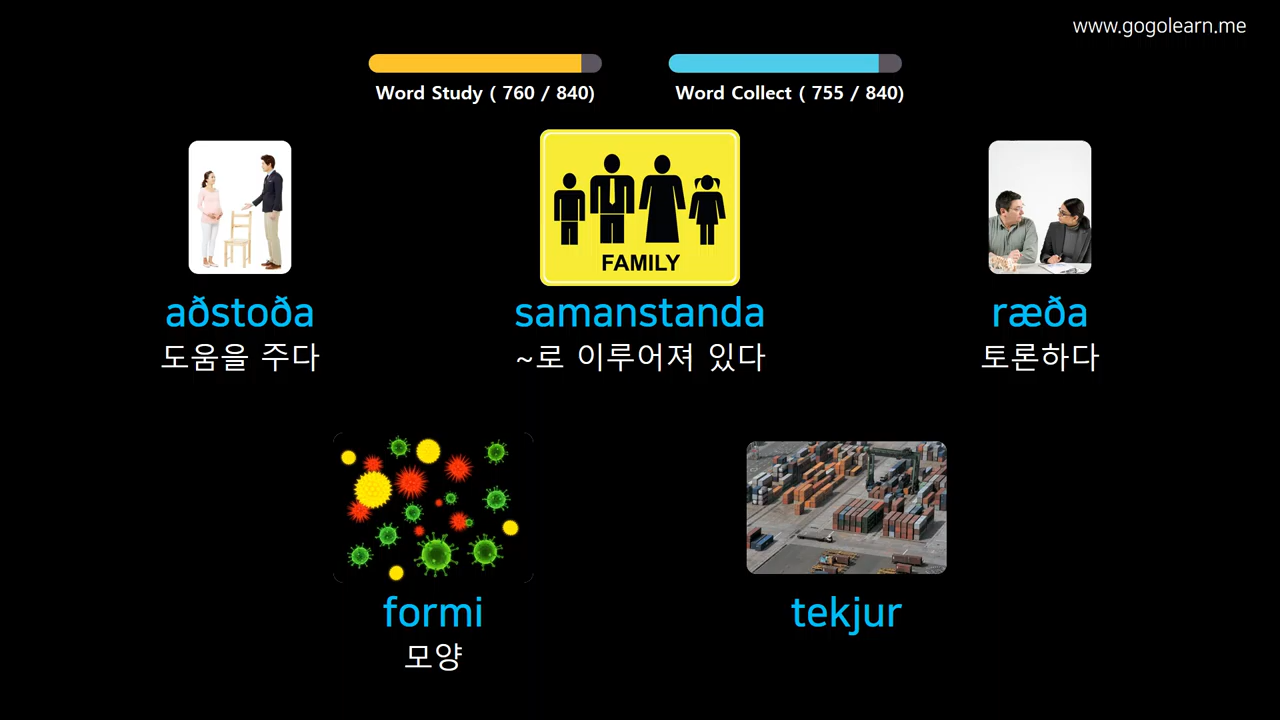 www.gogolearn.me
Word Study ( 760 / 840)
Word Collect ( 755 / 840)
FAMILY
aðstoða
도움을 주다
samanstanda
~로 이루어져 있다
ræða
토론하다
formi
모양
tekjur